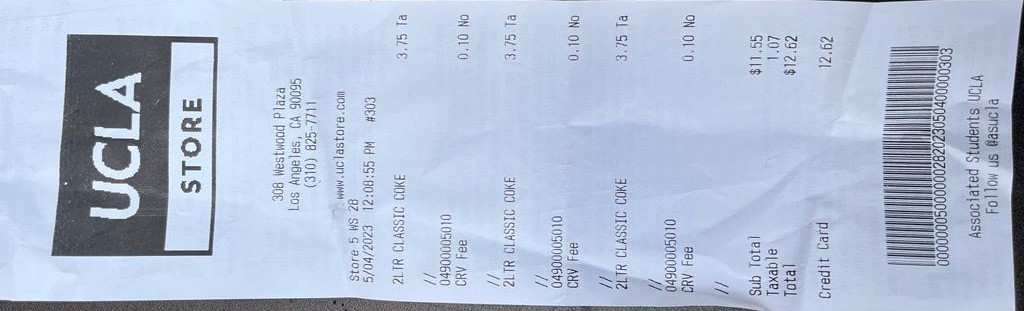 UCLA
STORE
308 Westwood Plaza
Los Angeles, CA 90095
(310) 825-7711
www.uclastore.com
Store 5 WS 28
5/04/2023 12:08:55 PM #303
2LTR CLASSIC COKE 3.75 Ta
//
04900005010
CRV Fee 0.10 No
//
2LTR CLASSIC COKE 3.75 Ta
//
04900005010
CRV Fee 0.10 No
//
2LTR CLASSIC COKE 3.75 Ta
//
04900005010
CRV Fee 0.10 No
//
Sub Total $11.55
Taxable 1.07
Total $12.62
Credit Card 12.62
00000005000000282023050400000303
Associated Students UCLA
Follow us @asucla